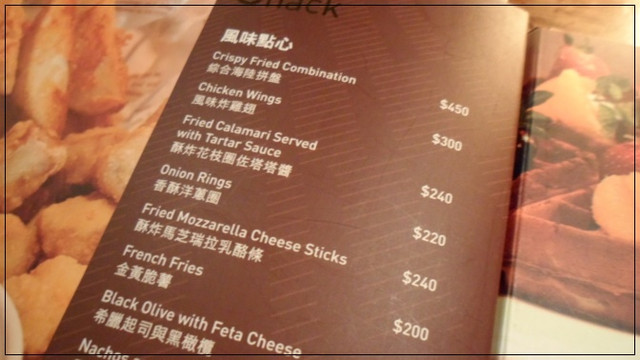 Snack
風味點心
Crispy Fried Combination
綜合海陸拼盤
$450
Chicken Wings
風味炸雞翅
$300
Fried Calamari Served
with Tartar Sauce
酥炸花枝圈佐塔塔醬
$240
Onion Rings
香酥洋蔥圈
$220
Fried Mozzarella Cheese Sticks
酥炸馬芝瑞拉乳酪條
$240
French Fries
金黃脆薯
$200
Black Olive with Feta Cheese
希臘起司與黑橄欖
Nachos